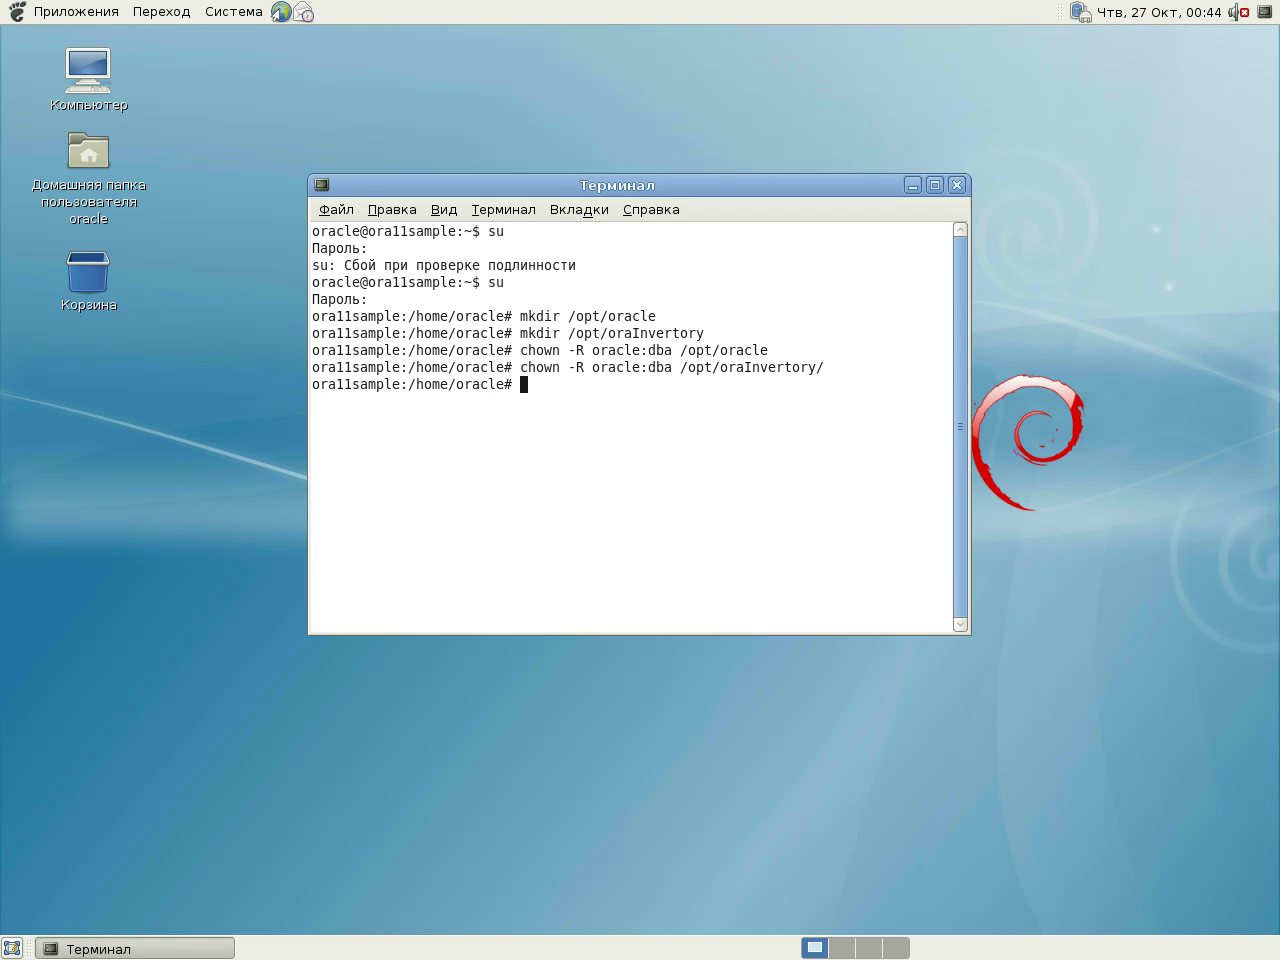 Приложения Переход Система Чтв, 27 Окт, 00:44
Компьютер
Домашняя папка
пользователя
oracle
Корзина
Терминал
Файл Правка Вид Терминал Вкладки Справка
oracle@ora11sample:~$ su
Пароль:
su: Сбой при проверке подлинности
oracle@ora11sample:~$ su
Пароль:
ora11sample:/home/oracle# mkdir /opt/oracle
ora11sample:/home/oracle# mkdir /opt/oraInvertory
ora11sample:/home/oracle# chown -R oracle:dba /opt/oracle
ora11sample:/home/oracle# chown -R oracle:dba /opt/oraInvertory/
ora11sample:/home/oracle#
Терминал